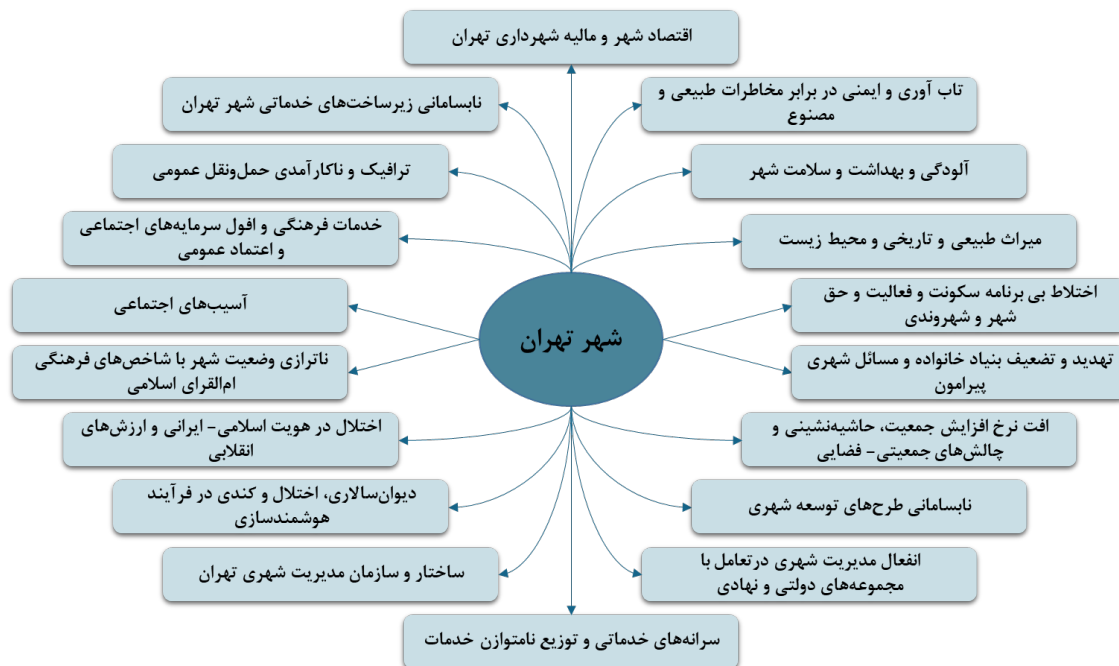 اقتصاد شهر و مالیه شهرداری تهران
تاب آوری و ایمنی در برابر مخاطرات طبیعی و
مصنوع
آلودگی و بهداشت و سلامت شهر
میراث طبیعی و تاریخی و محیط زیست
اختلاط بی برنامه سکونت و فعالیت و حق
شهر و شهروندی
تهدید و تضعیف بنیاد خانواده و مسائل شهری
پیرامون
افت نرخ افزایش جمعیت، حاشیه‌نشینی و
چالش‌های جمعیتی- فضایی
نابسامانی طرح‌های توسعه شهری
انفعال مدیریت شهری درتعامل با
مجموعه‌های دولتی و نهادی
سرانه‌های خدماتی و توزیع نامتوازن خدمات
شهر تهران
نابسامانی زیرساخت‌های خدماتی شهر تهران
ترافیک و ناکارآمدی حمل‌ونقل عمومی
خدمات فرهنگی و افول سرمایه‌های اجتماعی
و اعتماد عمومی
آسیب‌های اجتماعی
ناترازی وضعیت شهر با شاخص‌های فرهنگی
ام‌القرای اسلامی
اختلال در هویت اسلامی- ایرانی و ارزش‌های
انقلابی
دیوان‌سالاری، اختلال و کندی در فرآیند
هوشمندسازی
ساختار و سازمان مدیریت شهری تهران